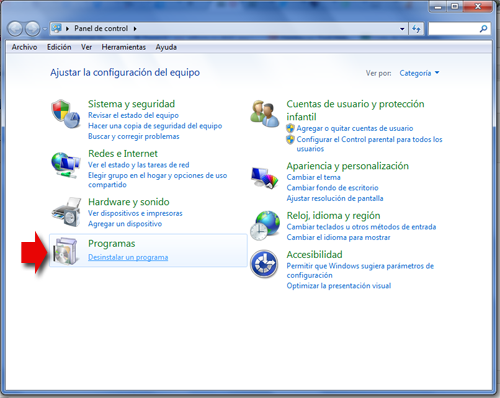 Panel de control
Archivo Edición Ver Herramientas Ayuda
Ajustar la configuración del equipo
Ver por: Categoría
Sistema y seguridad
Revisar el estado del equipo
Hacer una copia de seguridad del equipo
Buscar y corregir problemas
Redes e Internet
Ver el estado y las tareas de red
Elegir grupo en el hogar y opciones de uso
compartido
Hardware y sonido
Ver dispositivos e impresoras
Agregar un dispositivo
Programas
Desinstalar un programa
Cuentas de usuario y protección
infantil
Agregar o quitar cuentas de usuario
Configurar el Control parental para todos los
usuarios
Apariencia y personalización
Cambiar el tema
Cambiar fondo de escritorio
Ajustar resolución de pantalla
Reloj, idioma y región
Cambiar teclados u otros métodos de entrada
Cambiar el idioma para mostrar
Accesibilidad
Permitir que Windows sugiera parámetros de
configuración
Optimizar la presentación visual